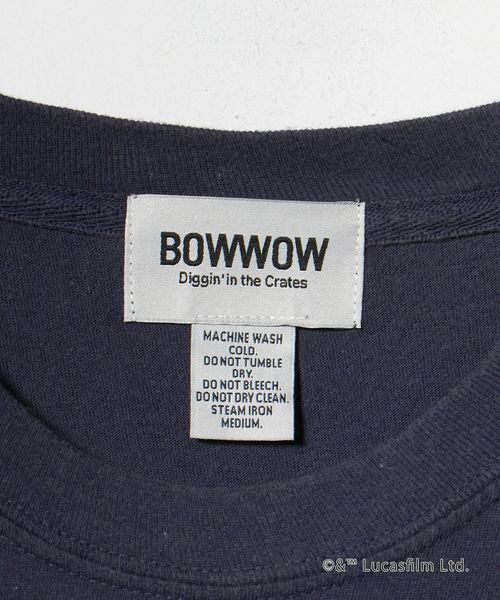 BOWWOW
Diggin' in the Crates
MACHINE WASH
COLD.
DO NOT TUMBLE
DRY.
DO NOT BLEECH.
DO NOT DRY CLEAN.
STEAM IRON
MEDIUM.
©&™ Lucasfilm Ltd.